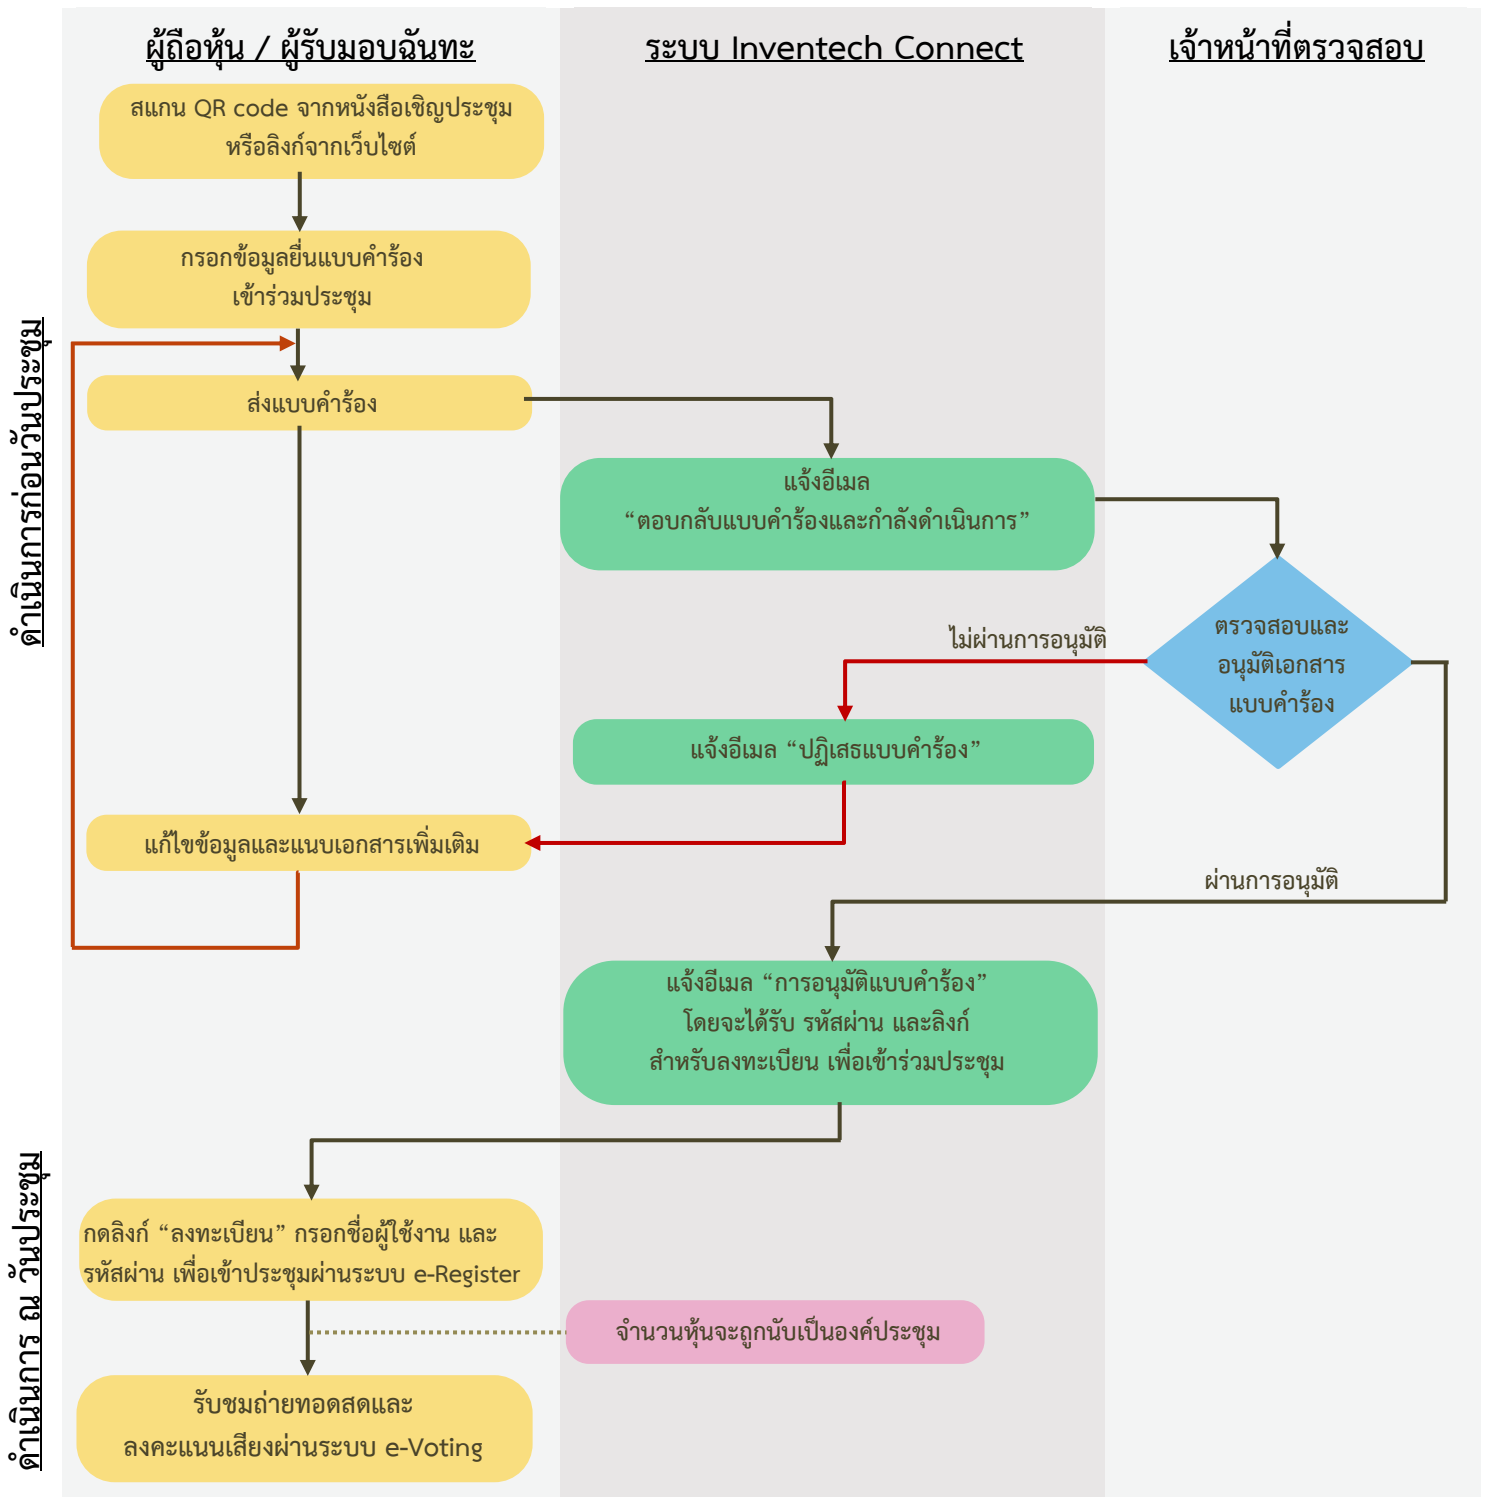 ผู้ถือหุ้น / ผู้รับมอบฉันทะ
ระบบ Inventech Connect
เจ้าหน้าที่ตรวจสอบ
ดำเนินการก่อนวันประชุม
สแกน QR code จากหนังสือเชิญประชุม
หรือลิงก์จากเว็บไซต์
กรอกข้อมูลยื่นแบบคำร้อง
เข้าร่วมประชุม
ส่งแบบคำร้อง
แจ้งอีเมล
“ตอบกลับแบบคำร้องและกำลังดำเนินการ”
ตรวจสอบและ
อนุมัติเอกสาร
แบบคำร้อง
ไม่ผ่านการอนุมัติ
แจ้งอีเมล “ปฏิเสธแบบคำร้อง”
แก้ไขข้อมูลและแนบเอกสารเพิ่มเติม
ผ่านการอนุมัติ
แจ้งอีเมล “การอนุมัติแบบคำร้อง”
โดยจะได้รับ รหัสผ่าน และลิงก์
สำหรับลงทะเบียน เพื่อเข้าร่วมประชุม
ดำเนินการ ณ วันประชุม
กดลิงก์ “ลงทะเบียน” กรอกชื่อผู้ใช้งาน และ
รหัสผ่าน เพื่อเข้าประชุมผ่านระบบ e-Register
จำนวนหุ้นจะถูกนับเป็นองค์ประชุม
รับชมถ่ายทอดสดและ
ลงคะแนนเสียงผ่านระบบ e-Voting